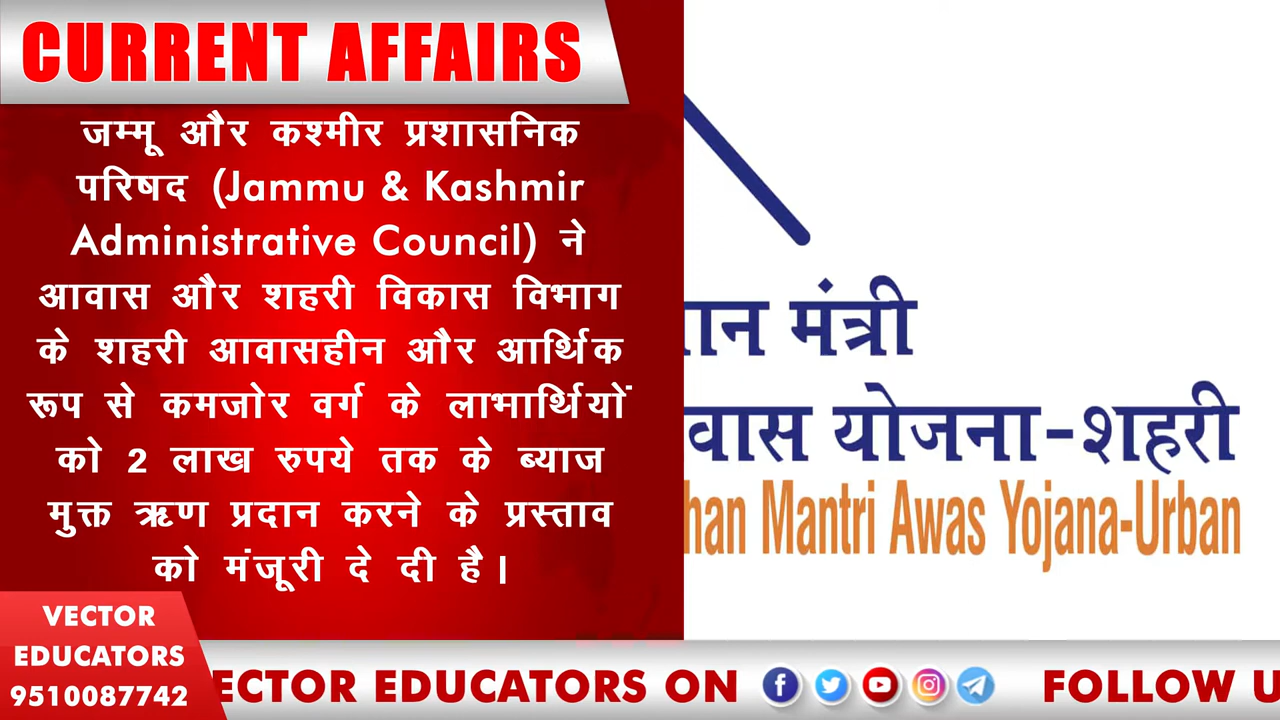 CURRENT AFFAIRS
जम्मू और कश्मीर प्रशासनिक
परिषद (Jammu & Kashmir
Administrative Council) ने
आवास और शहरी विकास विभाग
के शहरी आवासहीन और आर्थिक
रूप से कमजोर वर्ग के लाभार्थियों
को 2 लाख रुपये तक के ब्याज
मुक्त ऋण प्रदान करने के प्रस्ताव
को मंजूरी दे दी है।
मंत्री
योजना-शहरी
Mantri Awas Yojana-Urban
VECTOR
EDUCATORS
9510087742
EDUCATORS ON
FOLLOW